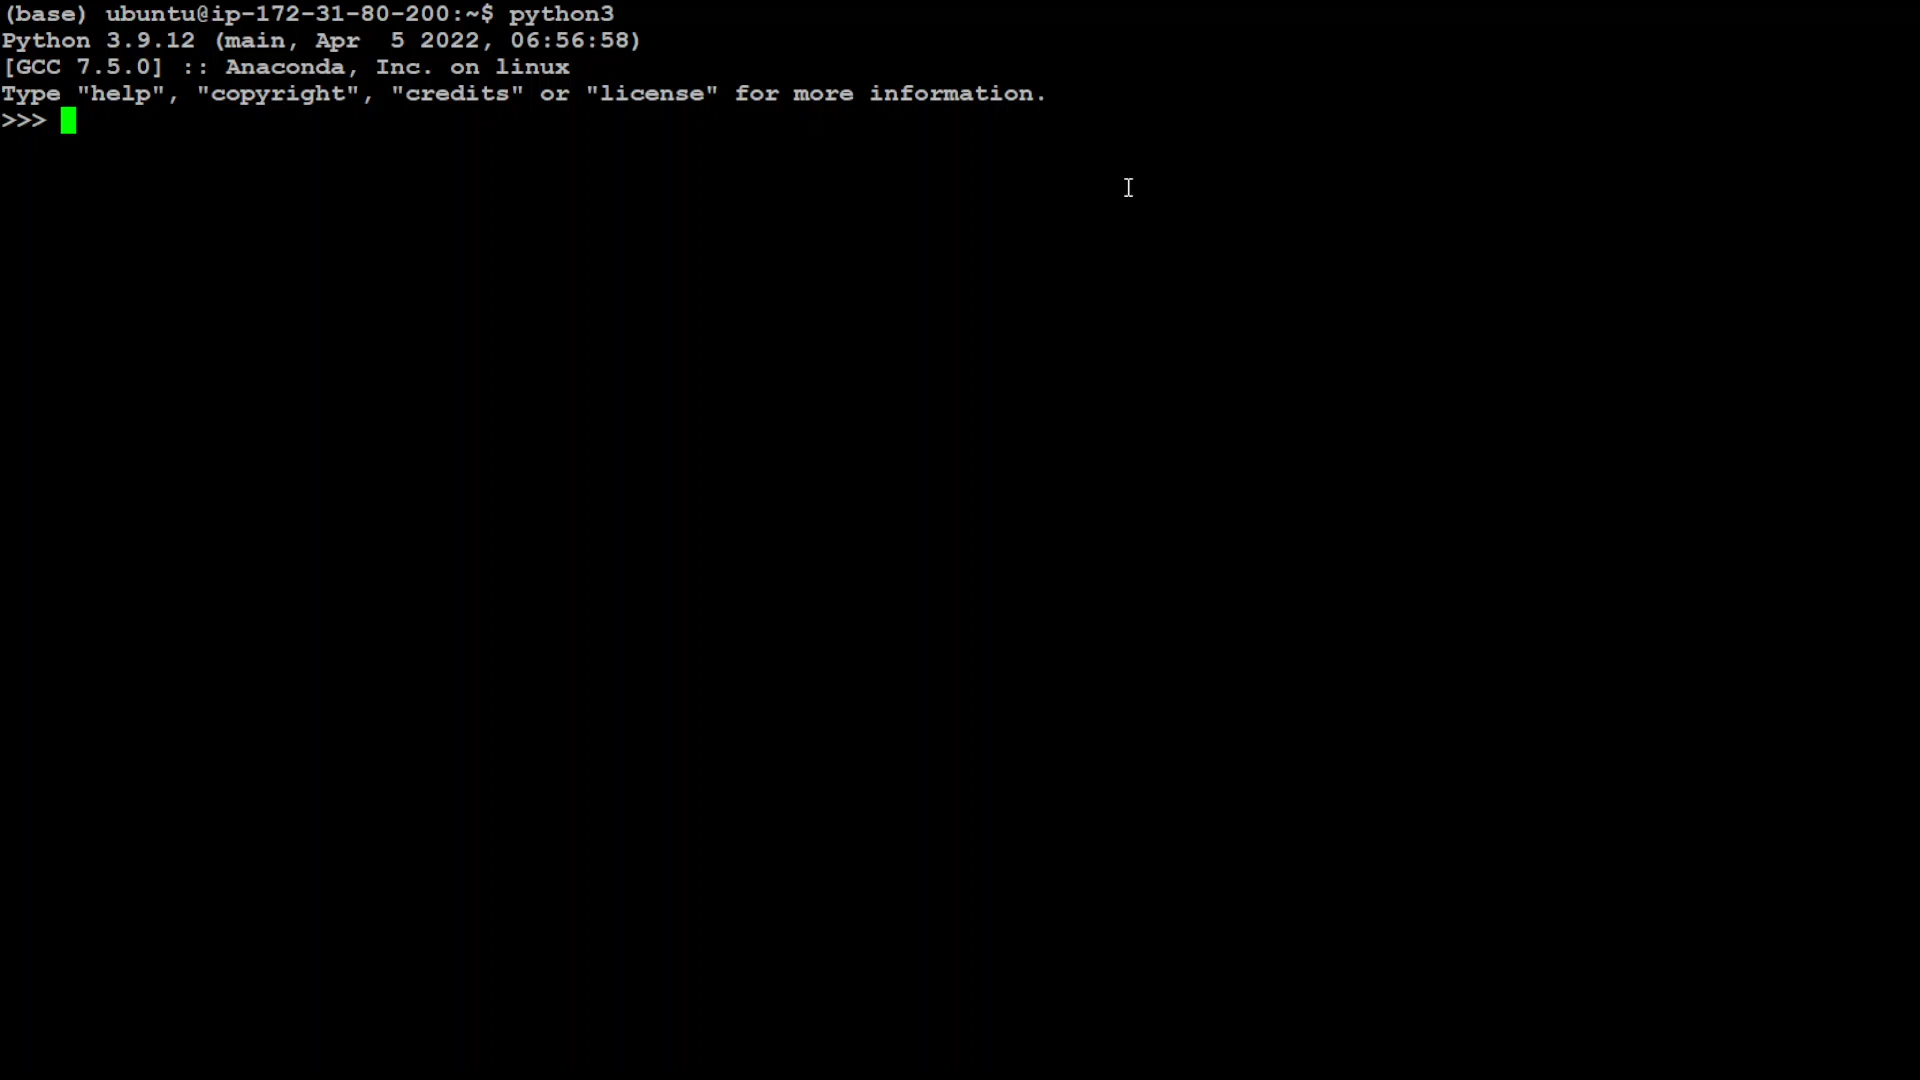 (base) ubuntu@ip-172-31-80-200:~$ python3
Python 3.9.12 (main, Apr  5 2022, 06:56:58)
[GCC 7.5.0] :: Anaconda, Inc. on linux
Type "help", "copyright", "credits" or "license" for more information.
>>>